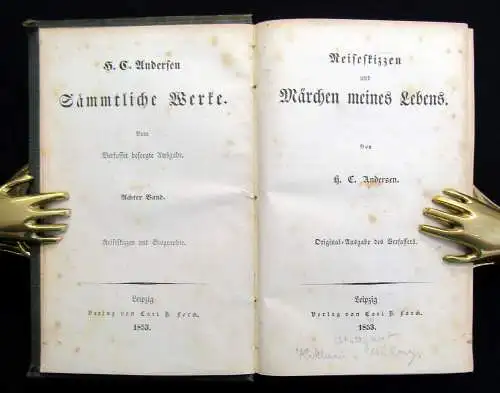 H. C. Andersen
Sämmtliche Werke.
Vom
Verfasser besorgte Ausgabe.
Achter Band.
Reiseskizzen und Biographie.
Leipzig
Verlag von Carl B. Lorck.
1853.
Reiseskizzen
und
Märchen meines Lebens.
Von
H. C. Andersen.
Original-Ausgabe des Verfassers.
Leipzig
Verlag von Carl B. Lorck.
1853.